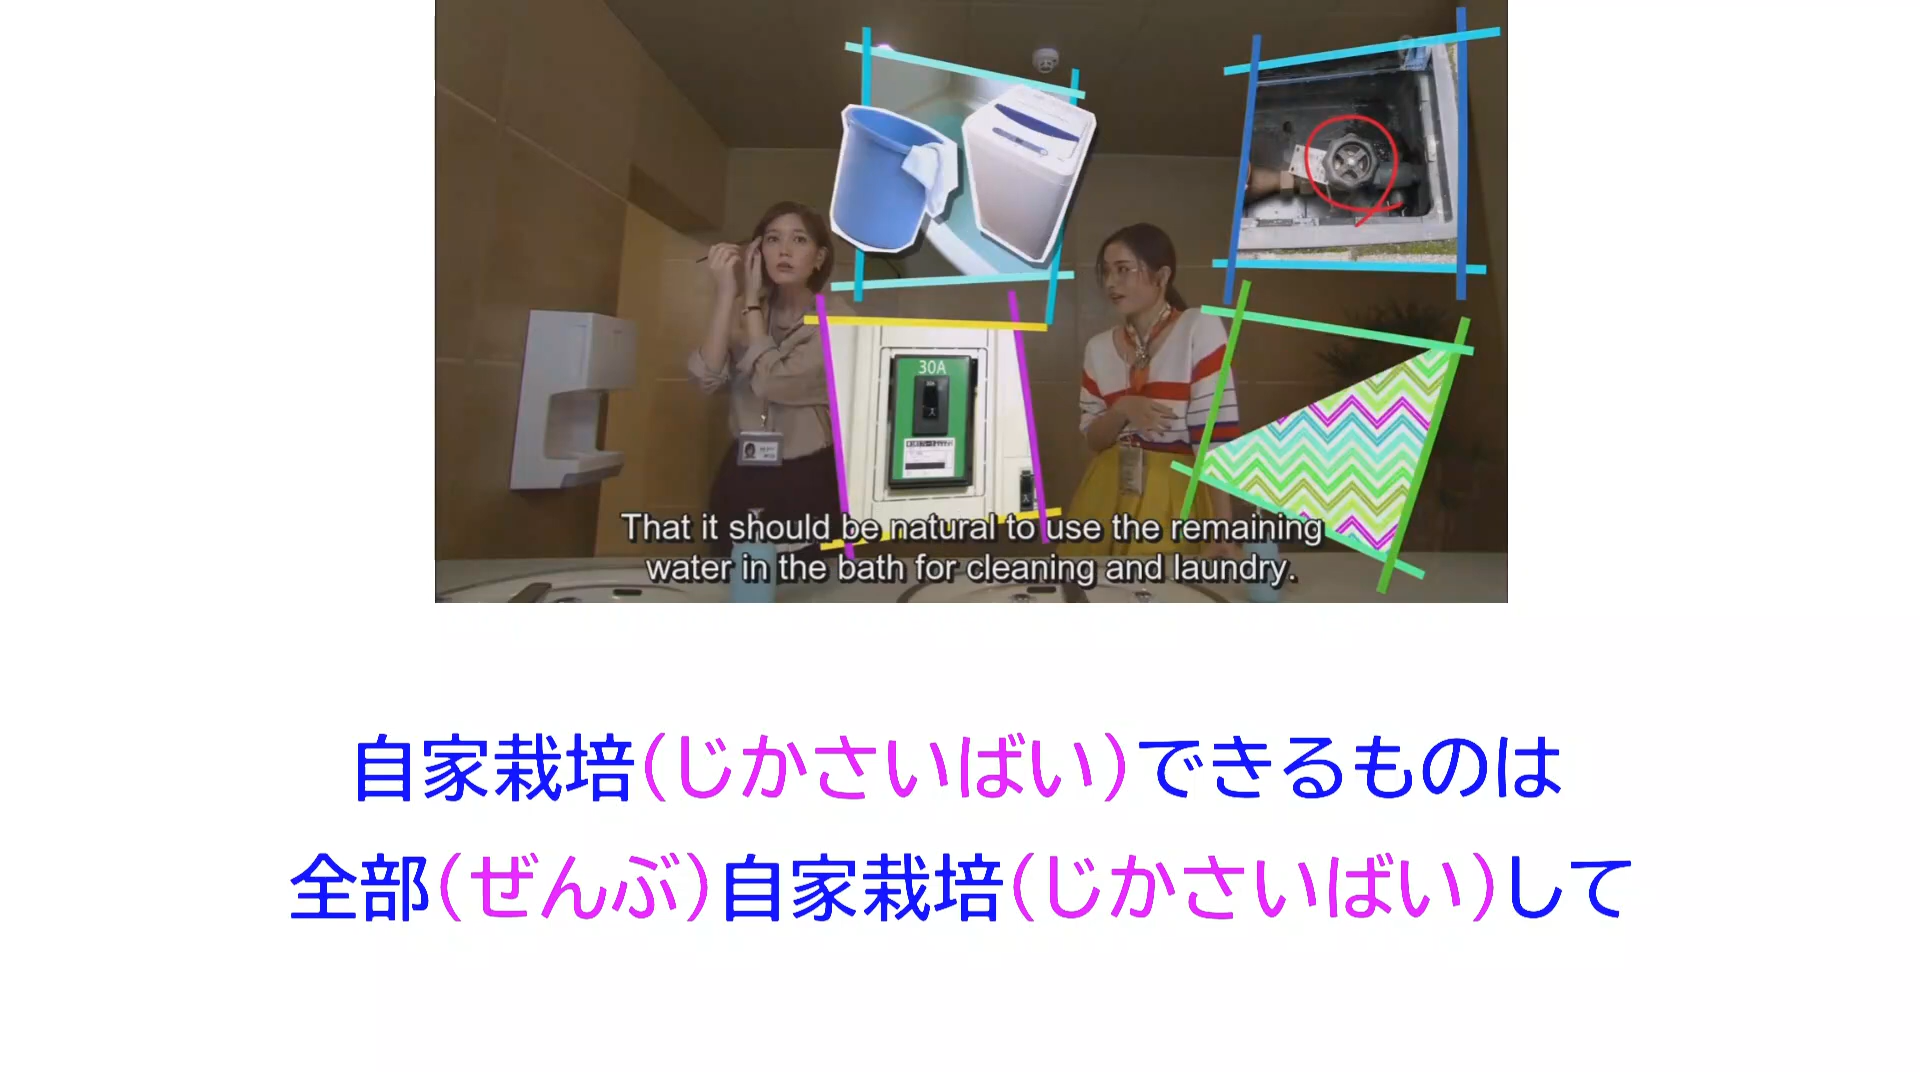 30A
That it should be natural to use the remaining
water in the bath for cleaning and laundry.
自家栽培(じかさいばい)できるものは
全部(ぜんぶ)自家栽培(じかさいばい)して